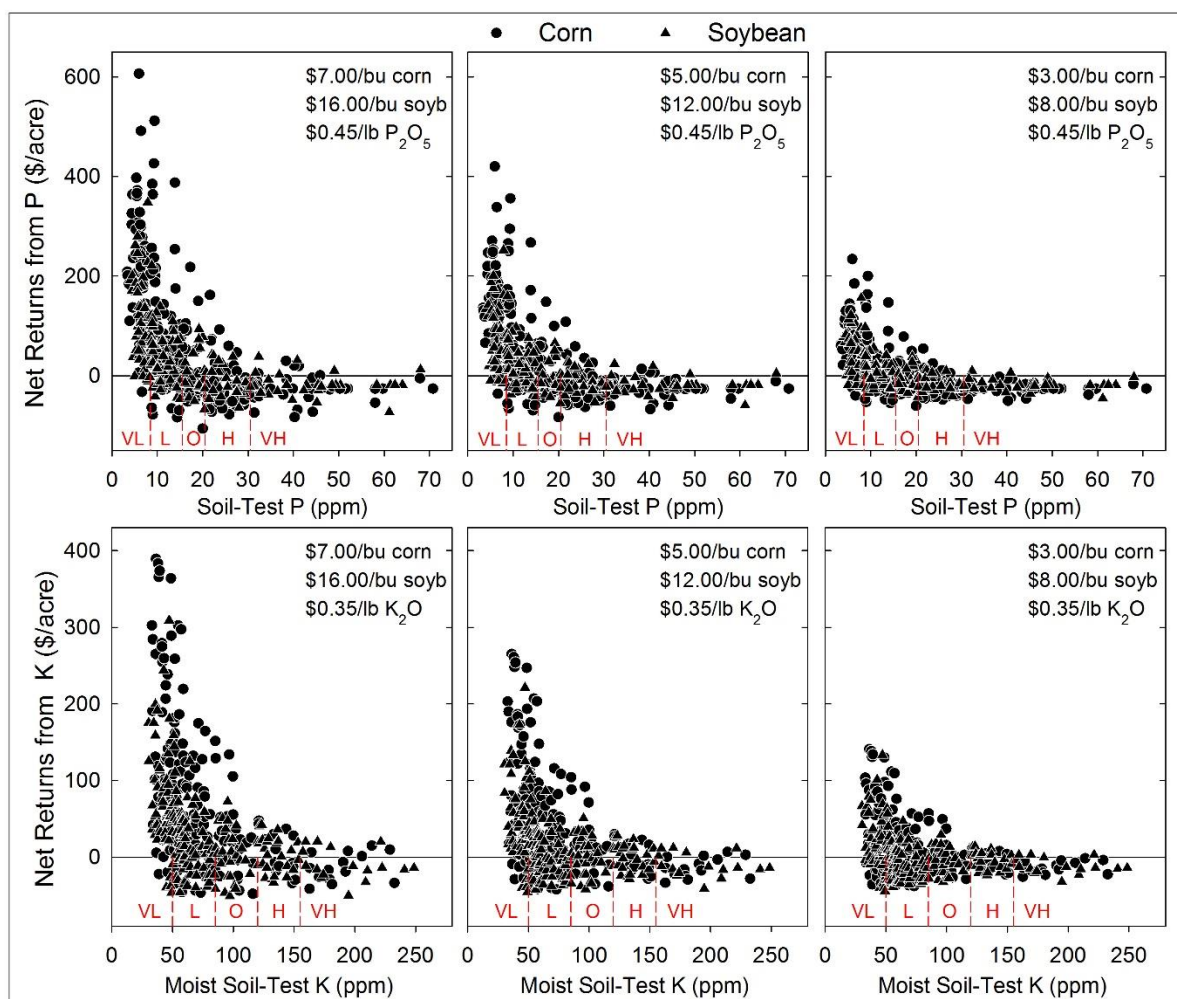 Corn Soybean
Net Returns from P ($/acre)
600
400
200
0
$7.00/bu corn
$16.00/bu soyb
$0.45/lb P₂O₅
VL L O H VH
0 10 20 30 40 50 60 70
Soil-Test P (ppm)
$5.00/bu corn
$12.00/bu soyb
$0.45/lb P₂O₅
VL L O H VH
0 10 20 30 40 50 60 70
Soil-Test P (ppm)
$3.00/bu corn
$8.00/bu soyb
$0.45/lb P₂O₅
VL L O H VH
0 10 20 30 40 50 60 70
Soil-Test P (ppm)
Net Returns from K ($/acre)
400
300
200
100
0
$7.00/bu corn
$16.00/bu soyb
$0.35/lb K₂O
VL L O H VH
0 50 100 150 200 250
Moist Soil-Test K (ppm)
$5.00/bu corn
$12.00/bu soyb
$0.35/lb K₂O
VL L O H VH
0 50 100 150 200 250
Moist Soil-Test K (ppm)
$3.00/bu corn
$8.00/bu soyb
$0.35/lb K₂O
VL L O H VH
0 50 100 150 200 250
Moist Soil-Test K (ppm)